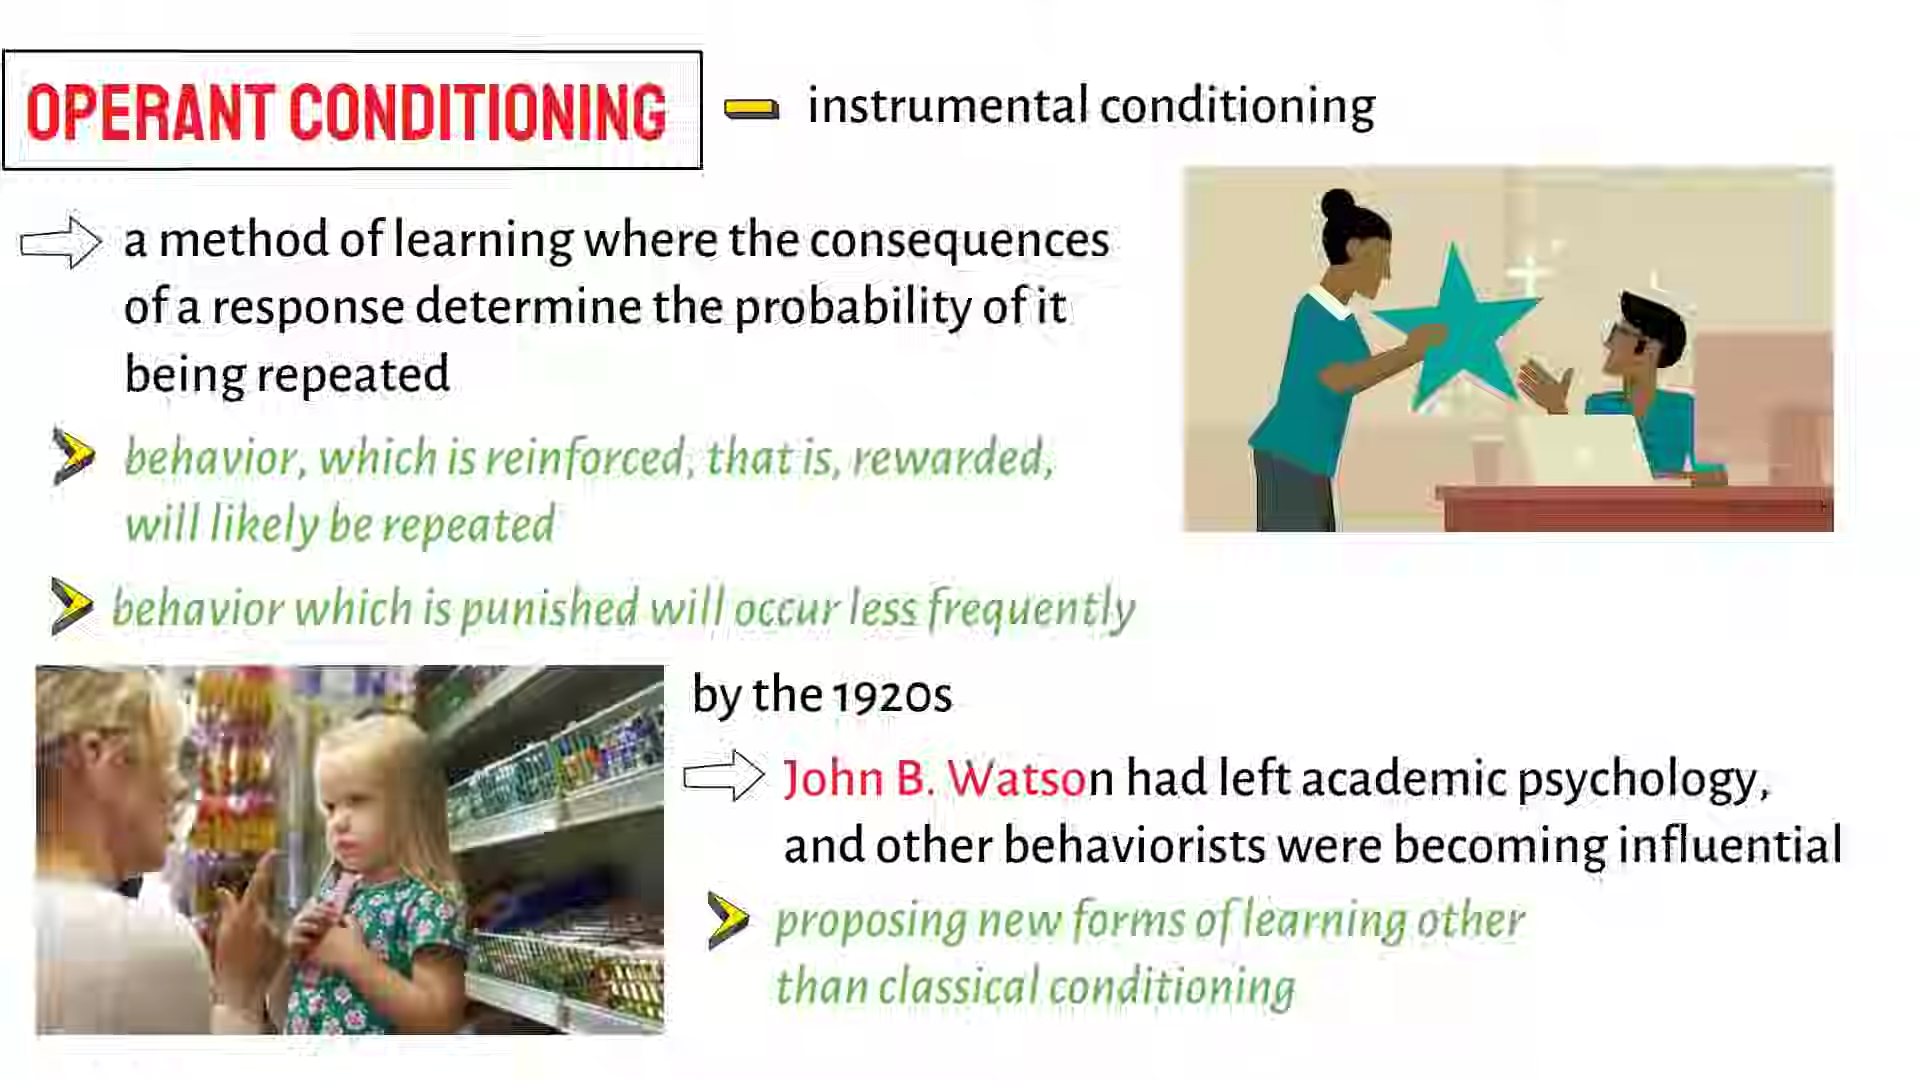 OPERANT CONDITIONING
instrumental conditioning
a method of learning where the consequences
of a response determine the probability of it
being repeated
behavior, which is reinforced, that is, rewarded,
will likely be repeated
behavior which is punished will occur less frequently
by the 1920s
John B. Watson had left academic psychology,
and other behaviorists were becoming influential
proposing new forms of learning other
than classical conditioning